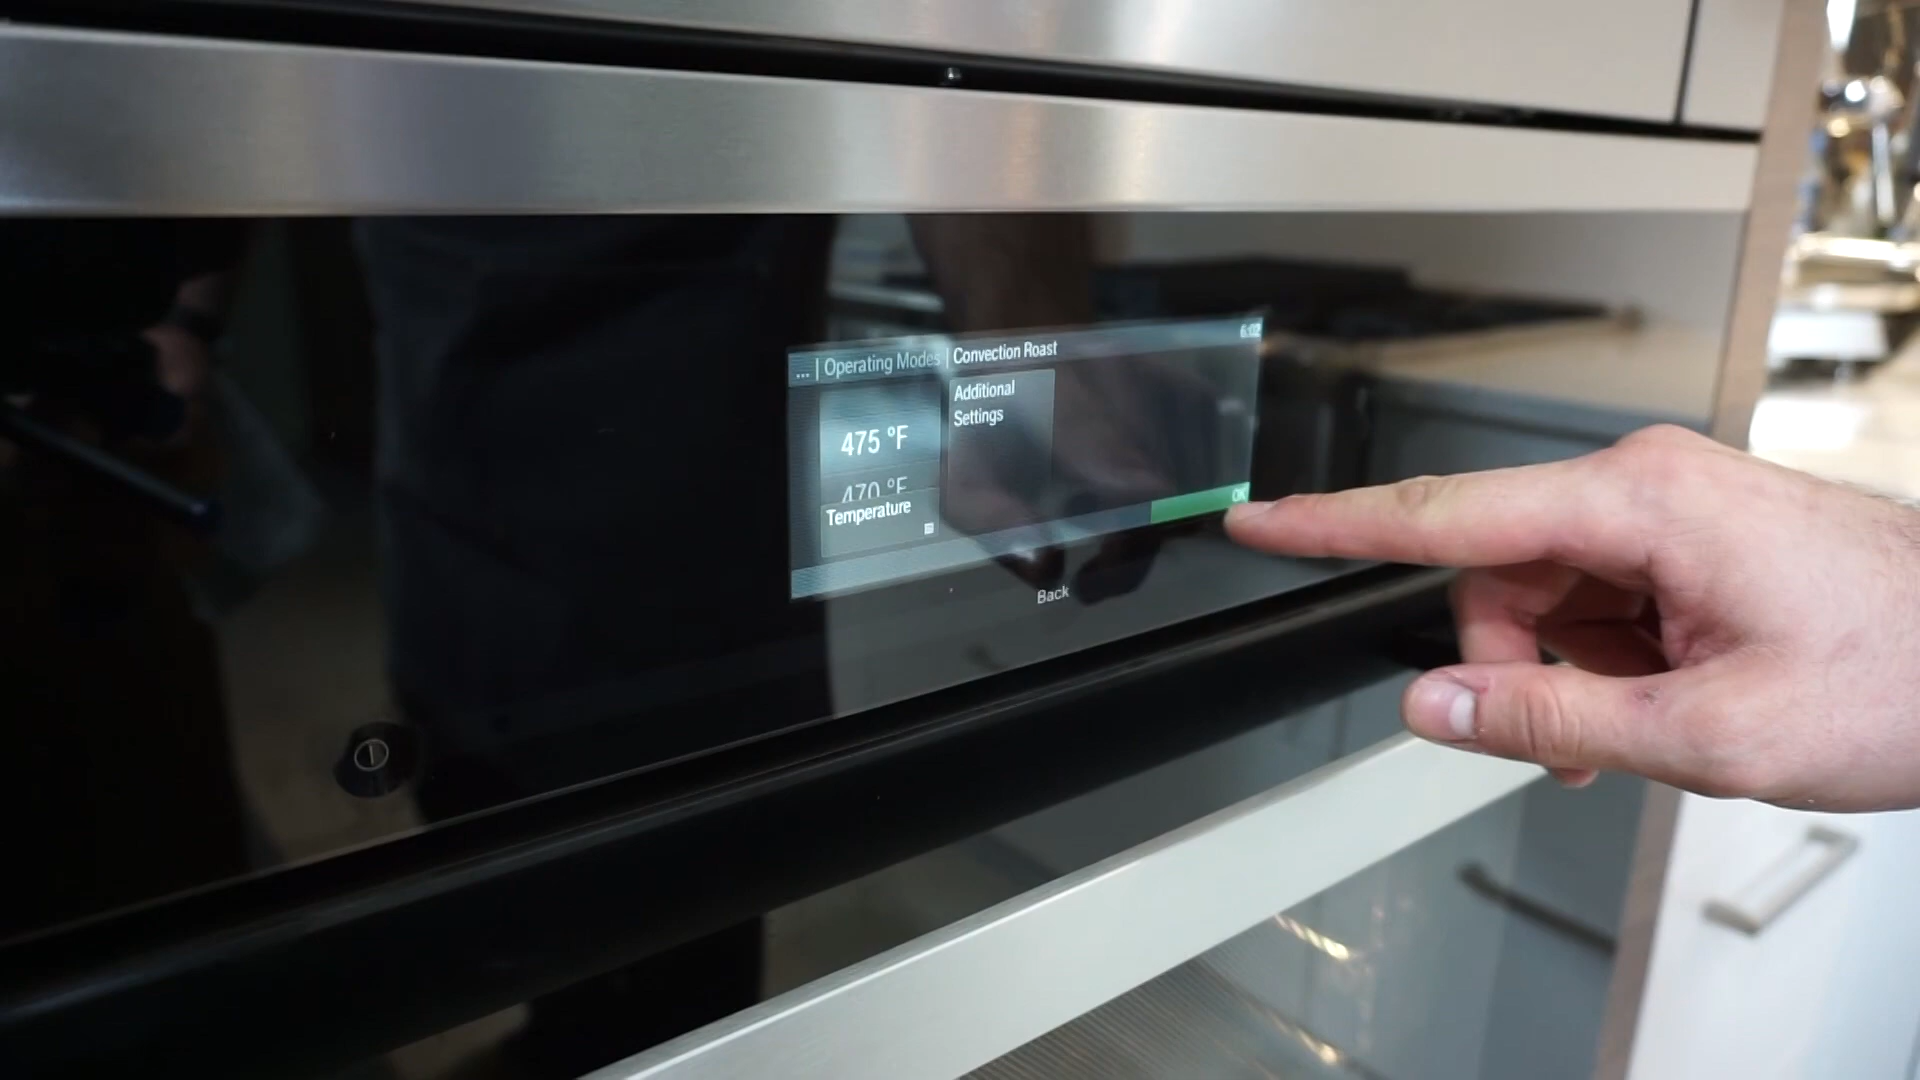 ... | Operating Modes | Convection Roast
6:02
475 °F
470 °F
Temperature
Additional
Settings
OK
Back